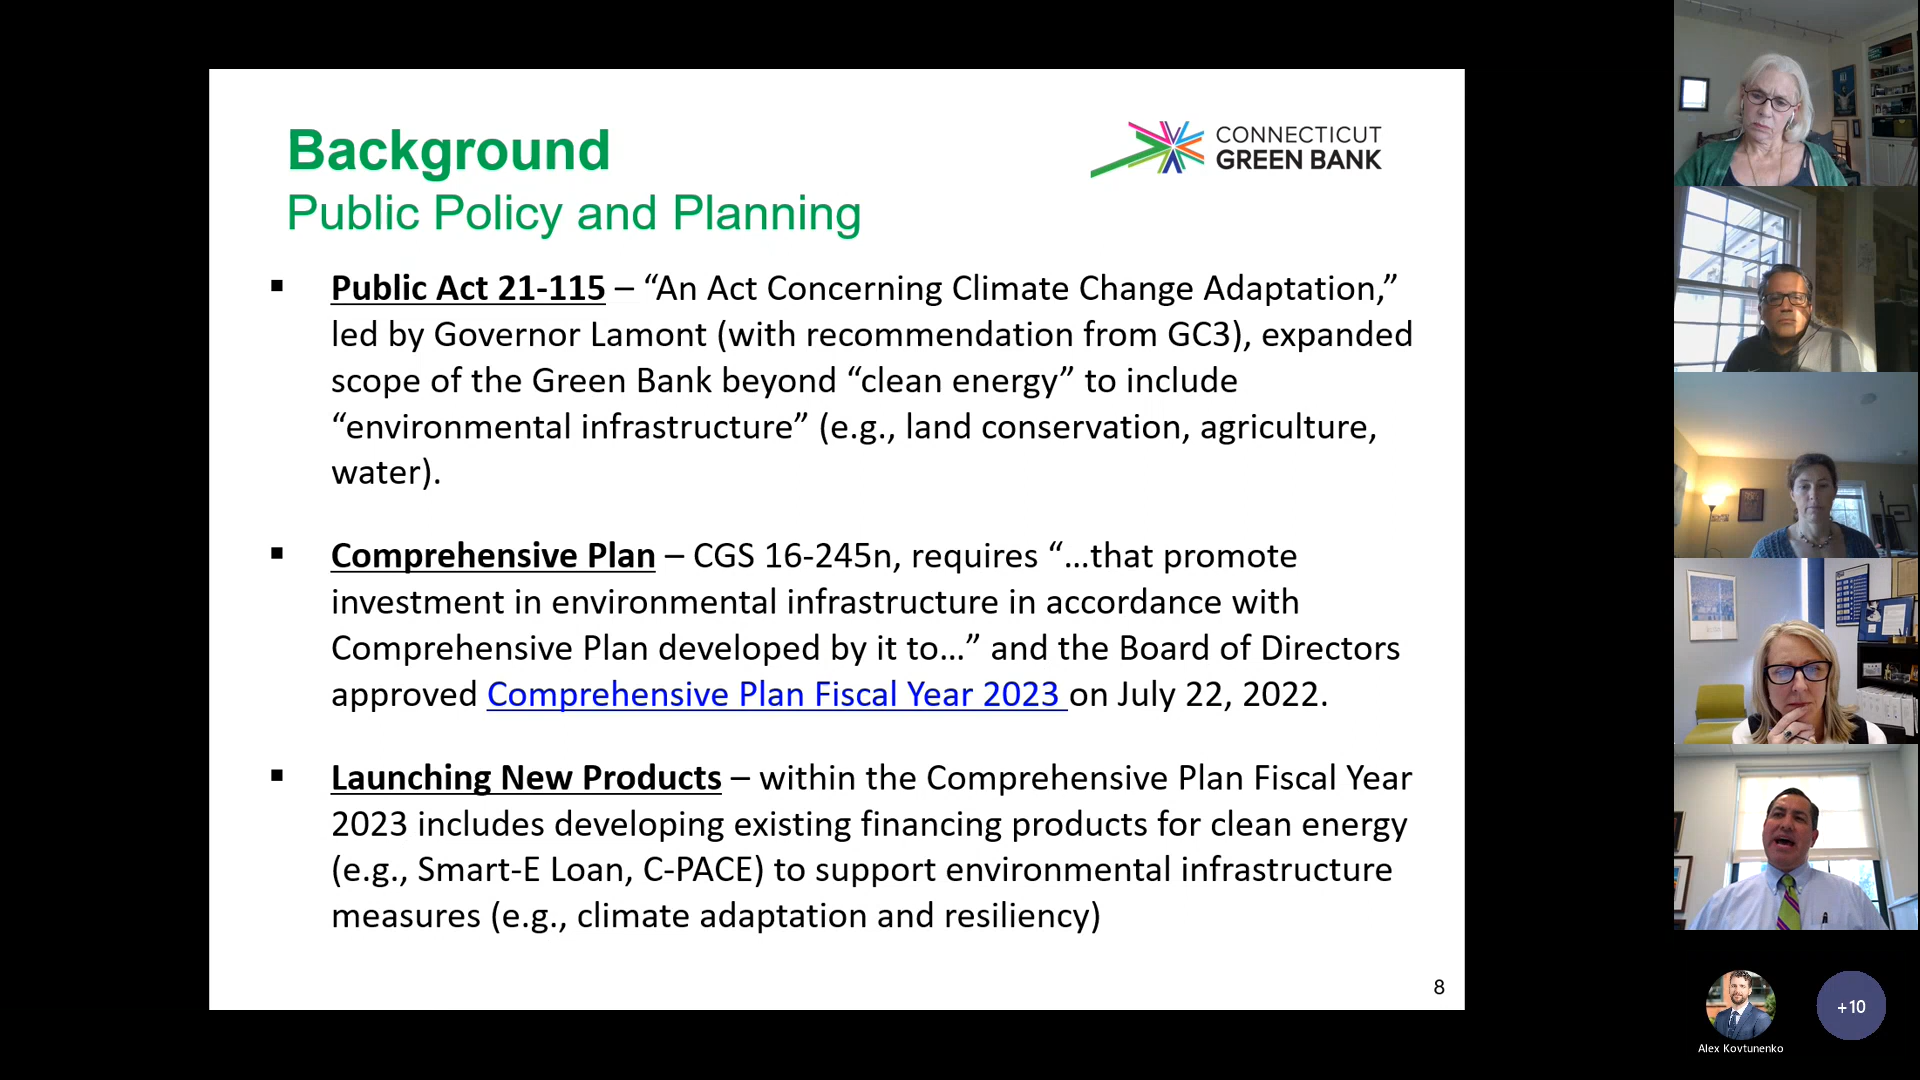 Background
Public Policy and Planning
CONNECTICUT
GREEN BANK
▪ Public Act 21-115 – “An Act Concerning Climate Change Adaptation,”
led by Governor Lamont (with recommendation from GC3), expanded
scope of the Green Bank beyond “clean energy” to include
“environmental infrastructure” (e.g., land conservation, agriculture,
water).
▪ Comprehensive Plan – CGS 16-245n, requires “…that promote
investment in environmental infrastructure in accordance with
Comprehensive Plan developed by it to…” and the Board of Directors
approved Comprehensive Plan Fiscal Year 2023 on July 22, 2022.
▪ Launching New Products – within the Comprehensive Plan Fiscal Year
2023 includes developing existing financing products for clean energy
(e.g., Smart-E Loan, C-PACE) to support environmental infrastructure
measures (e.g., climate adaptation and resiliency)
8
+10
Alex Kovtunenko